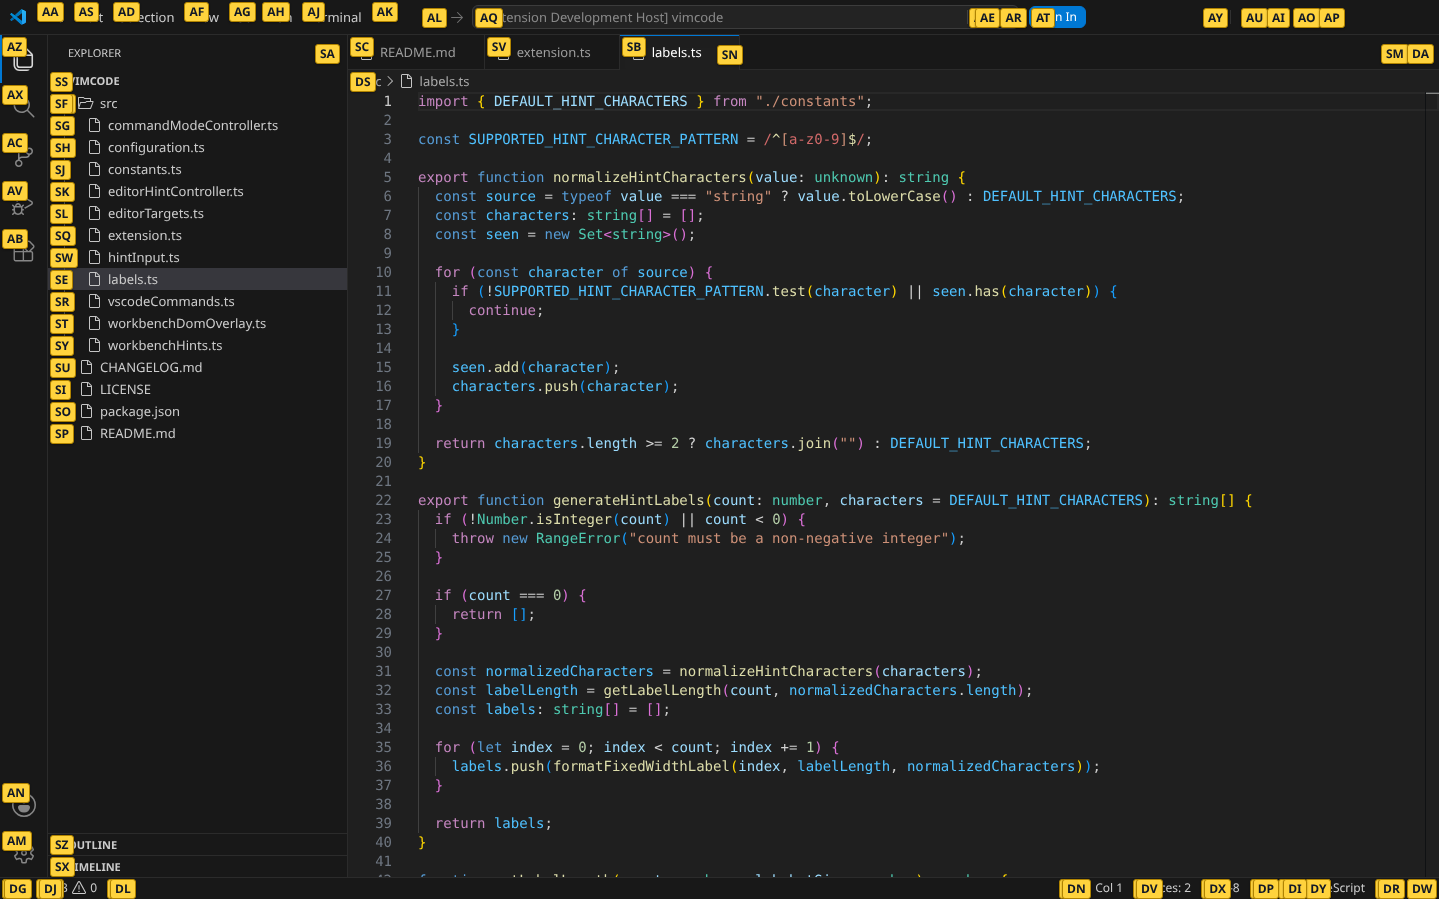 AA AS AD ection AF w AG AH AJ rminal AK AL AQ tension Development Host] vimcode AE AR AT n In AY AU AI AO AP
AZ EXPLORER SA SC README.md SV extension.ts SB labels.ts SN SM DA
SS VIMCODE DS c > labels.ts
AX
AC
AV
AB
AN
AM
SF src
SG commandModeController.ts
SH configuration.ts
SJ constants.ts
SK editorHintController.ts
SL editorTargets.ts
SQ extension.ts
SW hintInput.ts
SE labels.ts
SR vscodeCommands.ts
ST workbenchDomOverlay.ts
SY workbenchHints.ts
SU CHANGELOG.md
SI LICENSE
SO package.json
SP README.md
SZ OUTLINE
SX TIMELINE
1 import { DEFAULT_HINT_CHARACTERS } from "./constants";
2
3 const SUPPORTED_HINT_CHARACTER_PATTERN = /^[a-z0-9]$/;
4
5 export function normalizeHintCharacters(value: unknown): string {
6 const source = typeof value === "string" ? value.toLowerCase() : DEFAULT_HINT_CHARACTERS;
7 const characters: string[] = [];
8 const seen = new Set<string>();
9
10 for (const character of source) {
11 if (!SUPPORTED_HINT_CHARACTER_PATTERN.test(character) || seen.has(character)) {
12 continue;
13 }
14
15 seen.add(character);
16 characters.push(character);
17 }
18
19 return characters.length >= 2 ? characters.join("") : DEFAULT_HINT_CHARACTERS;
20 }
21
22 export function generateHintLabels(count: number, characters = DEFAULT_HINT_CHARACTERS): string[] {
23 if (!Number.isInteger(count) || count < 0) {
24 throw new RangeError("count must be a non-negative integer");
25 }
26
27 if (count === 0) {
28 return [];
29 }
30
31 const normalizedCharacters = normalizeHintCharacters(characters);
32 const labelLength = getLabelLength(count, normalizedCharacters.length);
33 const labels: string[] = [];
34
35 for (let index = 0; index < count; index += 1) {
36 labels.push(formatFixedWidthLabel(index, labelLength, normalizedCharacters));
37 }
38
39 return labels;
40 }
41
DG DJ 0 DL DN Col 1 DV ces: 2 DX -8 DP DI DY Script DR DW